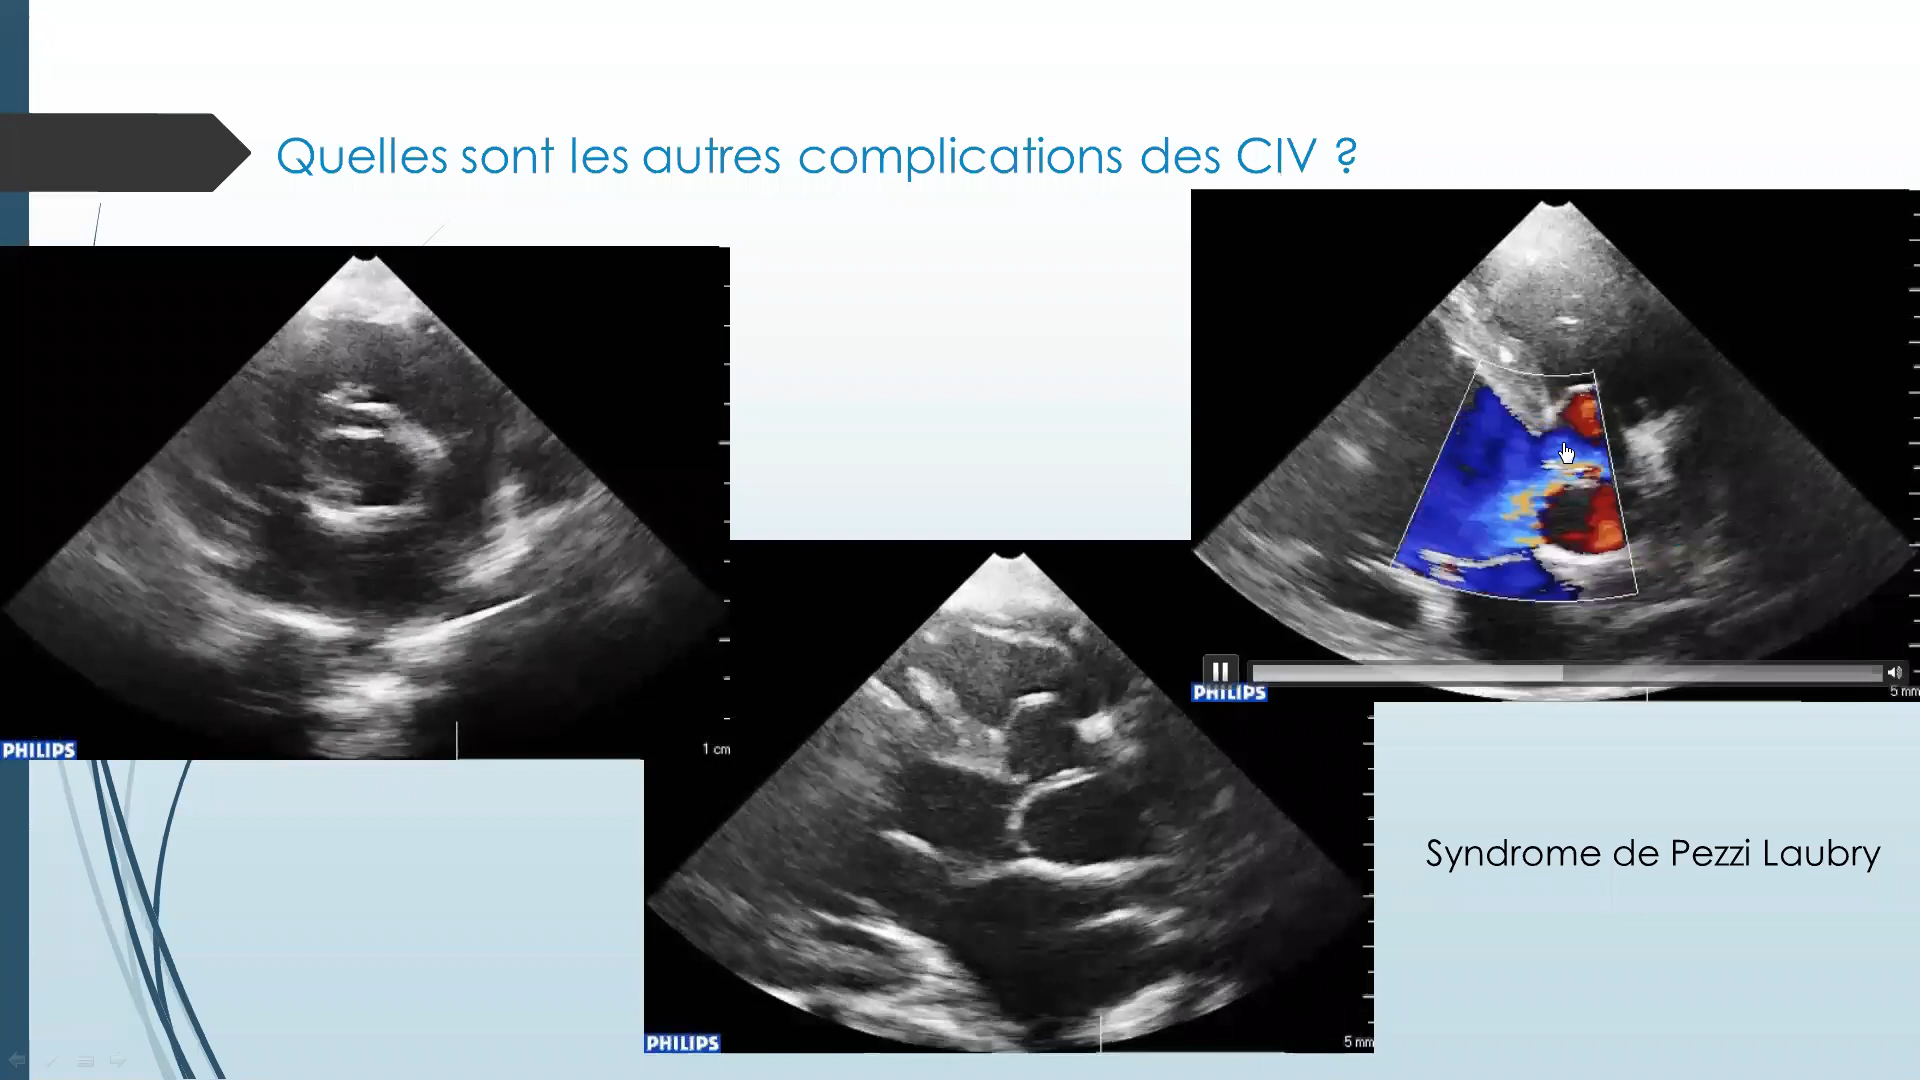 Quelles sont les autres complications des CIV ?
PHILIPS
1 cm
PHILIPS
5 mm
PHILIPS
5 mm
Syndrome de Pezzi Laubry